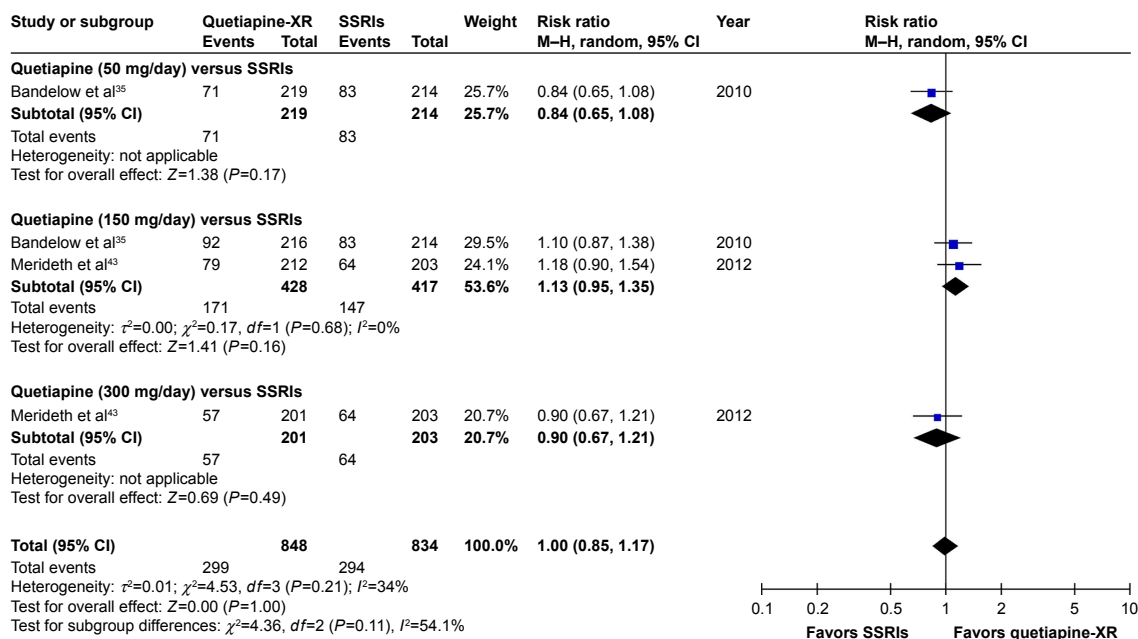 Study or subgroup Quetiapine-XR SSRIs Weight Risk ratio Year Risk ratio
Events Total Events Total M–H, random, 95% CI M–H, random, 95% CI
Quetiapine (50 mg/day) versus SSRIs
Bandelow et al³⁵ 71 219 83 214 25.7% 0.84 (0.65, 1.08) 2010
Subtotal (95% CI) 219 214 25.7% 0.84 (0.65, 1.08)
Total events 71 83
Heterogeneity: not applicable
Test for overall effect: Z=1.38 (P=0.17)
Quetiapine (150 mg/day) versus SSRIs
Bandelow et al³⁵ 92 216 83 214 29.5% 1.10 (0.87, 1.38) 2010
Merideth et al⁴³ 79 212 64 203 24.1% 1.18 (0.90, 1.54) 2012
Subtotal (95% CI) 428 417 53.6% 1.13 (0.95, 1.35)
Total events 171 147
Heterogeneity: τ²=0.00; χ²=0.17, df=1 (P=0.68); I²=0%
Test for overall effect: Z=1.41 (P=0.16)
Quetiapine (300 mg/day) versus SSRIs
Merideth et al⁴³ 57 201 64 203 20.7% 0.90 (0.67, 1.21) 2012
Subtotal (95% CI) 201 203 20.7% 0.90 (0.67, 1.21)
Total events 57 64
Heterogeneity: not applicable
Test for overall effect: Z=0.69 (P=0.49)
Total (95% CI) 848 834 100.0% 1.00 (0.85, 1.17)
Total events 299 294
Heterogeneity: τ²=0.01; χ²=4.53, df=3 (P=0.21); I²=34%
Test for overall effect: Z=0.00 (P=1.00)
Test for subgroup differences: χ²=4.36, df=2 (P=0.11), I²=54.1%
0.1 0.2 0.5 1 2 5 10
Favors SSRIs Favors quetiapine-XR